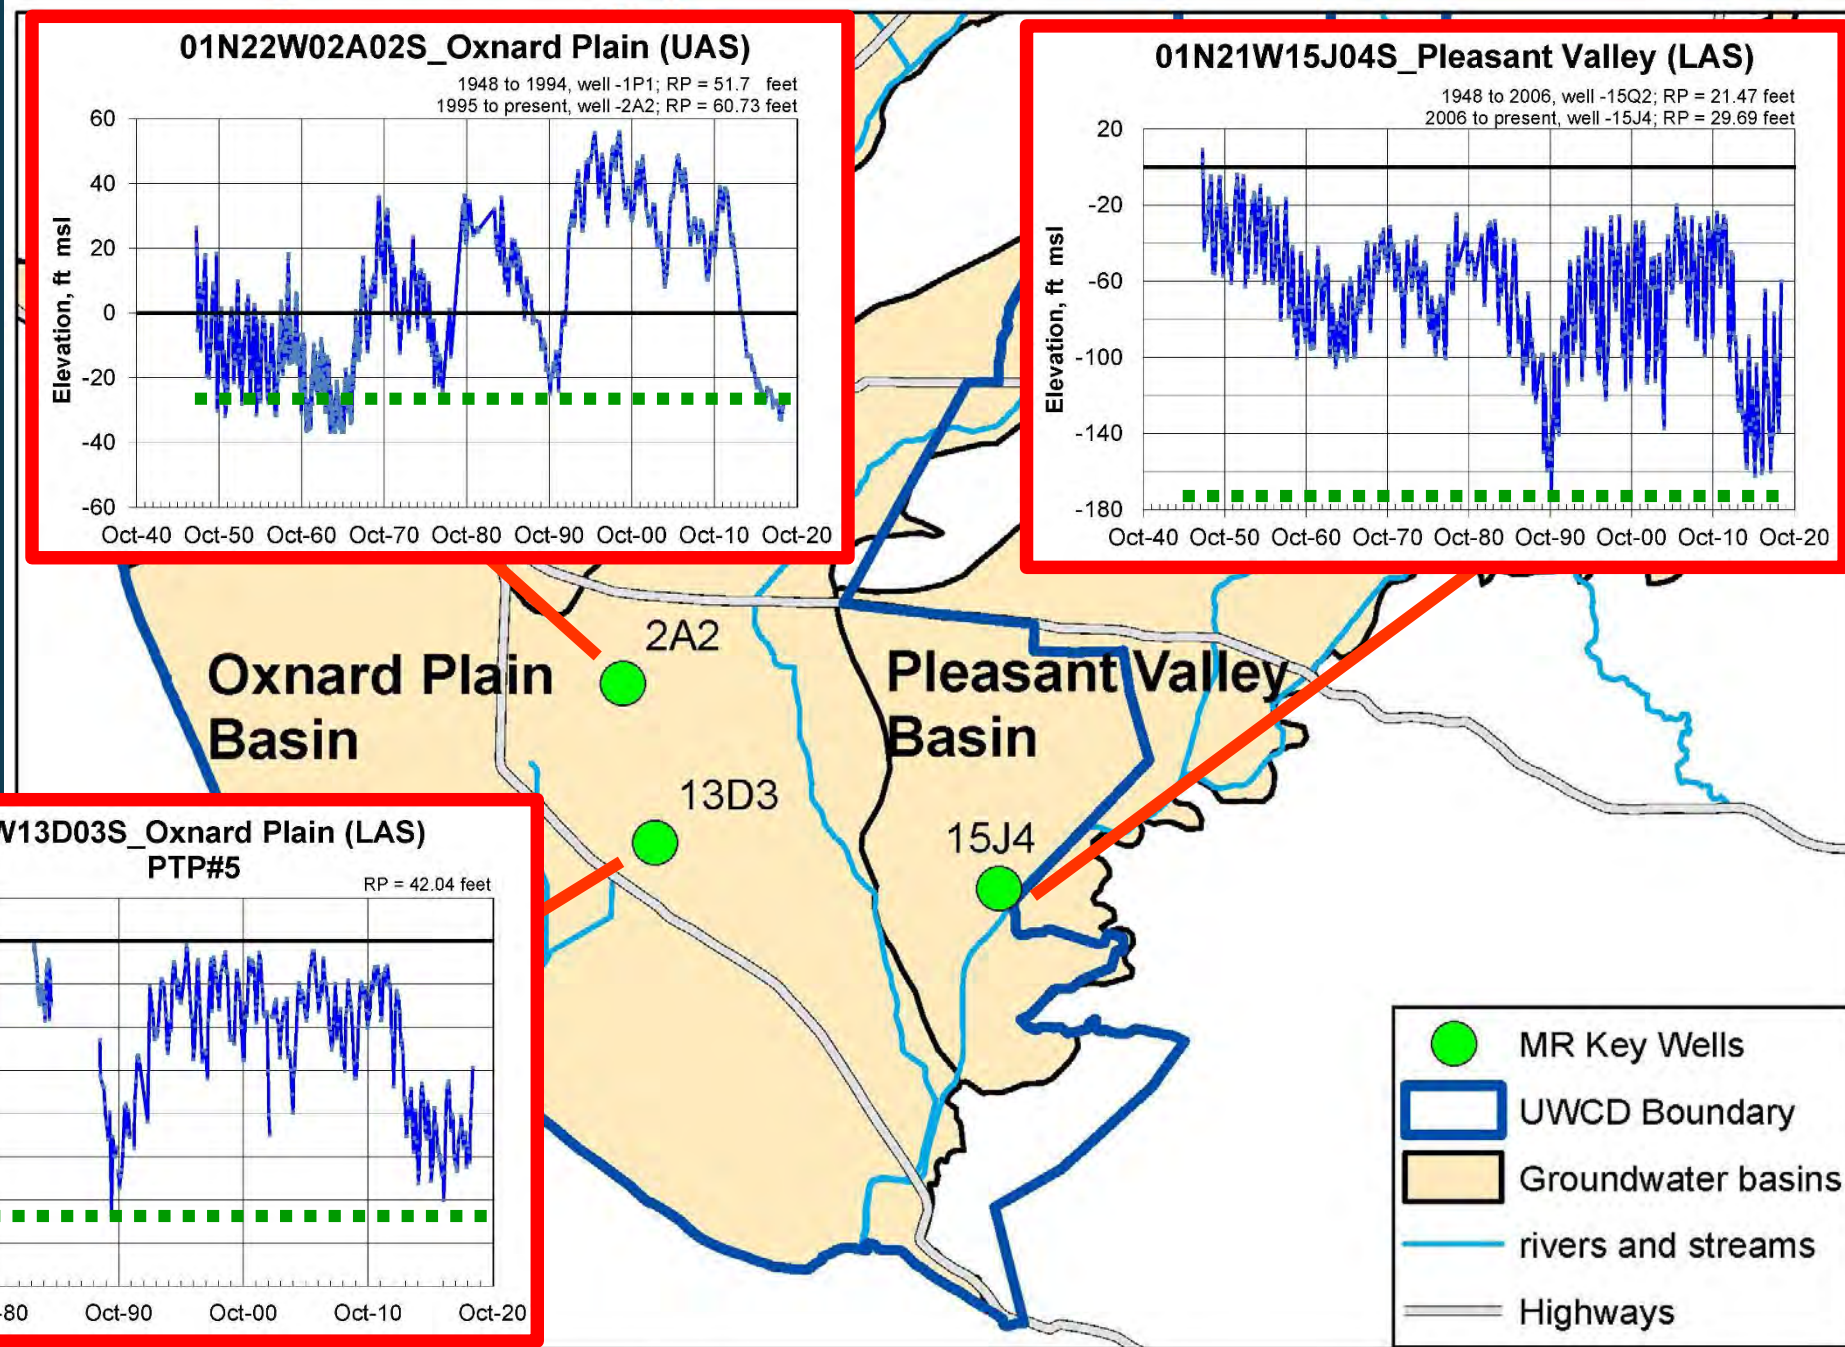 01N22W02A02S_Oxnard Plain (UAS)
1948 to 1994, well -1P1; RP = 51.7 feet
1995 to present, well -2A2; RP = 60.73 feet
Elevation, ft msl
60
40
20
0
-20
-40
-60
Oct-40 Oct-50 Oct-60 Oct-70 Oct-80 Oct-90 Oct-00 Oct-10 Oct-20
01N21W15J04S_Pleasant Valley (LAS)
1948 to 2006, well -15Q2; RP = 21.47 feet
2006 to present, well -15J4; RP = 29.69 feet
Elevation, ft msl
20
-20
-60
-100
-140
-180
Oct-40 Oct-50 Oct-60 Oct-70 Oct-80 Oct-90 Oct-00 Oct-10 Oct-20
2A2
Oxnard Plain
Basin
Pleasant Valley
Basin
13D3
15J4
W13D03S_Oxnard Plain (LAS)
PTP#5
RP = 42.04 feet
-80 Oct-90 Oct-00 Oct-10 Oct-20
MR Key Wells
UWCD Boundary
Groundwater basins
rivers and streams
Highways